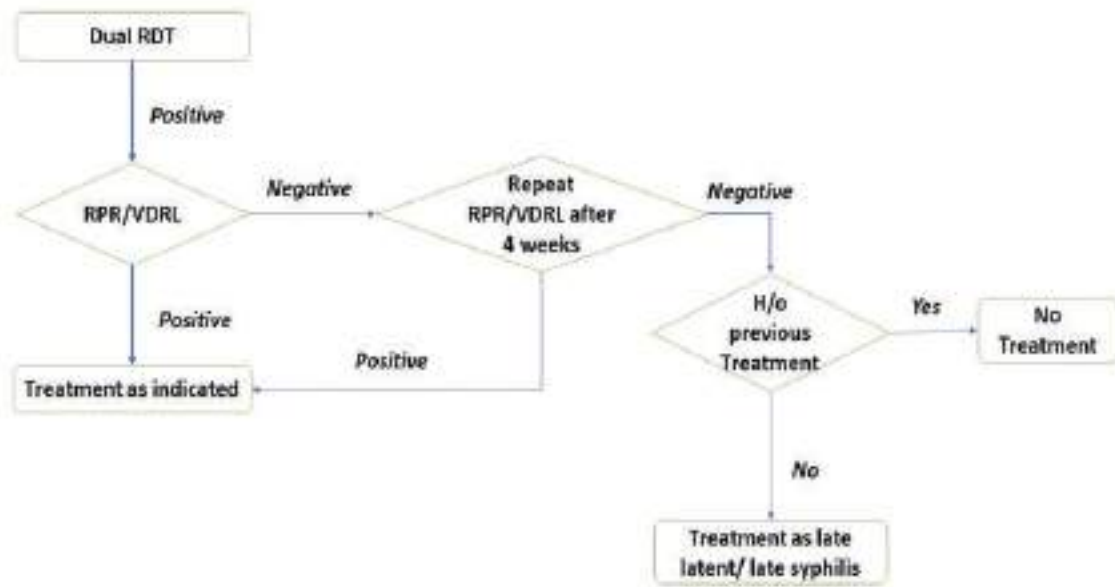 Dual RDT
Positive
RPR/VDRL
Negative
Repeat
RPR/VDRL after
4 weeks
Negative
Positive
Treatment as indicated
Positive
H/o
previous
Treatment
Yes
No
Treatment
No
Treatment as late
latent/ late syphilis